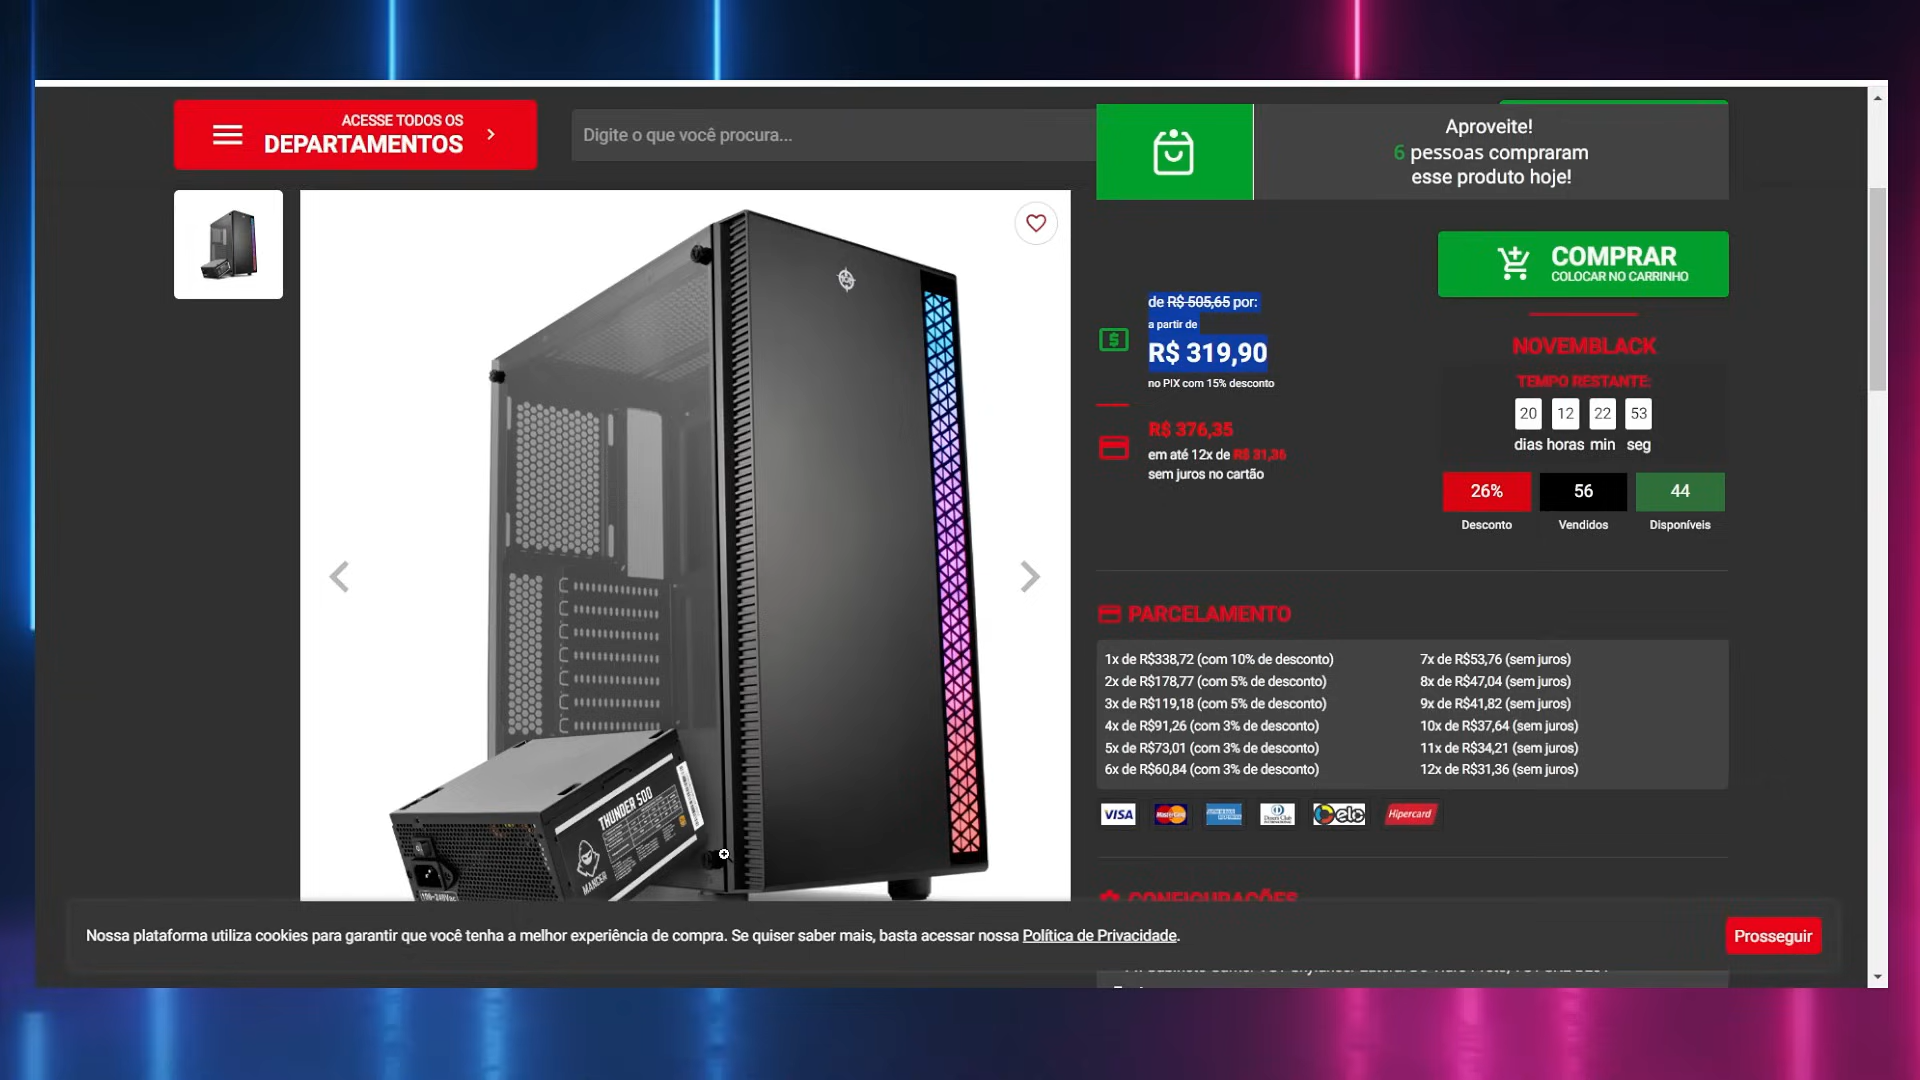 ACESSE TODOS OS
DEPARTAMENTOS
Digite o que você procura...
Aproveite!
6 pessoas compraram
esse produto hoje!
COMPRAR
COLOCAR NO CARRINHO
de R$ 505,65 por:
a partir de
R$ 319,90
no PIX com 15% desconto
R$ 376,35
em até 12x de R$ 31,36
sem juros no cartão
NOVEMBLACK
TEMPO RESTANTE:
20 12 22 53
dias horas min seg
26% 56 44
Desconto Vendidos Disponíveis
PARCELAMENTO
1x de R$338,72 (com 10% de desconto)
2x de R$178,77 (com 5% de desconto)
3x de R$119,18 (com 5% de desconto)
4x de R$91,26 (com 3% de desconto)
5x de R$73,01 (com 3% de desconto)
6x de R$60,84 (com 3% de desconto)
7x de R$53,76 (sem juros)
8x de R$47,04 (sem juros)
9x de R$41,82 (sem juros)
10x de R$37,64 (sem juros)
11x de R$34,21 (sem juros)
12x de R$31,36 (sem juros)
VISA MasterCard elo Hipercard
CONFIGURAÇÕES
THUNDER 500
MANCER
Nossa plataforma utiliza cookies para garantir que você tenha a melhor experiência de compra. Se quiser saber mais, basta acessar nossa Política de Privacidade.
Prosseguir